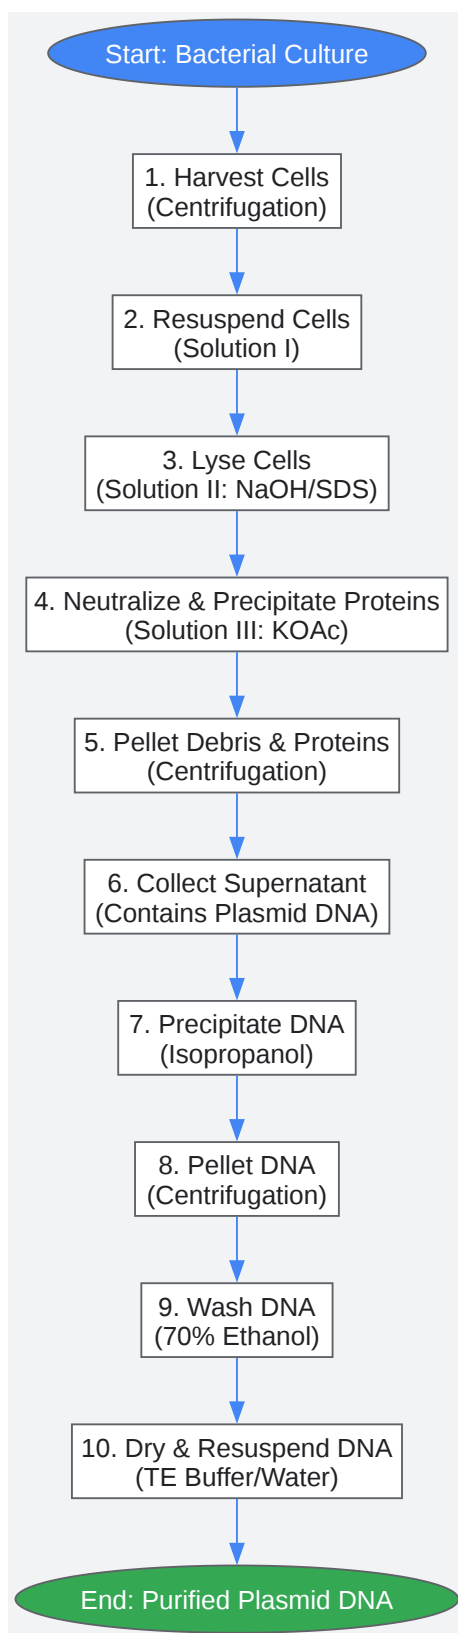 Start: Bacterial Culture
1. Harvest Cells
(Centrifugation)
2. Resuspend Cells
(Solution I)
3. Lyse Cells
(Solution II: NaOH/SDS)
4. Neutralize & Precipitate Proteins
(Solution III: KOAc)
5. Pellet Debris & Proteins
(Centrifugation)
6. Collect Supernatant
(Contains Plasmid DNA)
7. Precipitate DNA
(Isopropanol)
8. Pellet DNA
(Centrifugation)
9. Wash DNA
(70% Ethanol)
10. Dry & Resuspend DNA
(TE Buffer/Water)
End: Purified Plasmid DNA